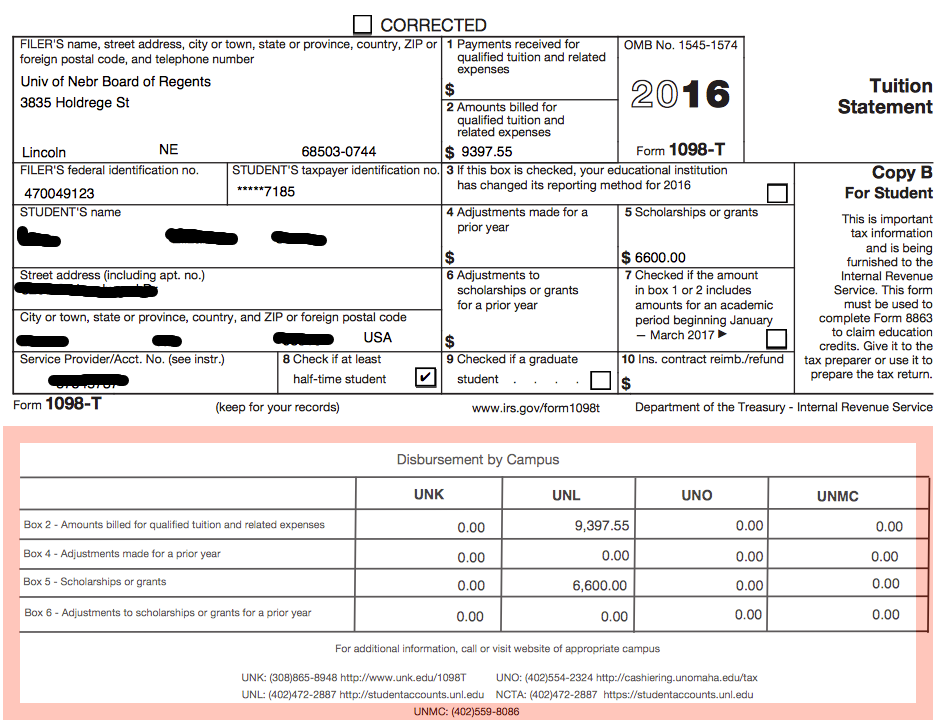 CORRECTED
FILER'S name, street address, city or town, state or province, country, ZIP or
foreign postal code, and telephone number
Univ of Nebr Board of Regents
3835 Holdrege St
Lincoln NE 68503-0744
1 Payments received for
qualified tuition and related
expenses
$
2 Amounts billed for
qualified tuition and
related expenses
$ 9397.55
OMB No. 1545-1574
2016
Form 1098-T
Tuition
Statement
FILER'S federal identification no.
470049123
STUDENT'S taxpayer identification no.
*****7185
3 If this box is checked, your educational institution
has changed its reporting method for 2016
Copy B
For Student
STUDENT'S name
4 Adjustments made for a
prior year
$
5 Scholarships or grants
$ 6600.00
This is important
tax information
and is being
furnished to the
Internal Revenue
Service. This form
must be used to
complete Form 8863
to claim education
credits. Give it to the
tax preparer or use it to
prepare the tax return.
Street address (including apt. no.)
6 Adjustments to
scholarships or grants
for a prior year
$
7 Checked if the amount
in box 1 or 2 includes
amounts for an academic
period beginning January
— March 2017 ▶
City or town, state or province, country, and ZIP or foreign postal code
USA
Service Provider/Acct. No. (see instr.)
8 Check if at least
half-time student ✔
9 Checked if a graduate
student . . . .
10 Ins. contract reimb./refund
$
Form 1098-T (keep for your records) www.irs.gov/form1098t Department of the Treasury - Internal Revenue Service
Disbursement by Campus
UNK UNL UNO UNMC
Box 2 - Amounts billed for qualified tuition and related expenses 0.00 9,397.55 0.00 0.00
Box 4 - Adjustments made for a prior year 0.00 0.00 0.00 0.00
Box 5 - Scholarships or grants 0.00 6,600.00 0.00 0.00
Box 6 - Adjustments to scholarships or grants for a prior year 0.00 0.00 0.00 0.00
For additional information, call or visit website of appropriate campus
UNK: (308)865-8948 http://www.unk.edu/1098T UNO: (402)554-2324 http://cashiering.unomaha.edu/tax
UNL: (402)472-2887 http://studentaccounts.unl.edu NCTA: (402)472-2887 https://studentaccounts.unl.edu
UNMC: (402)559-8086